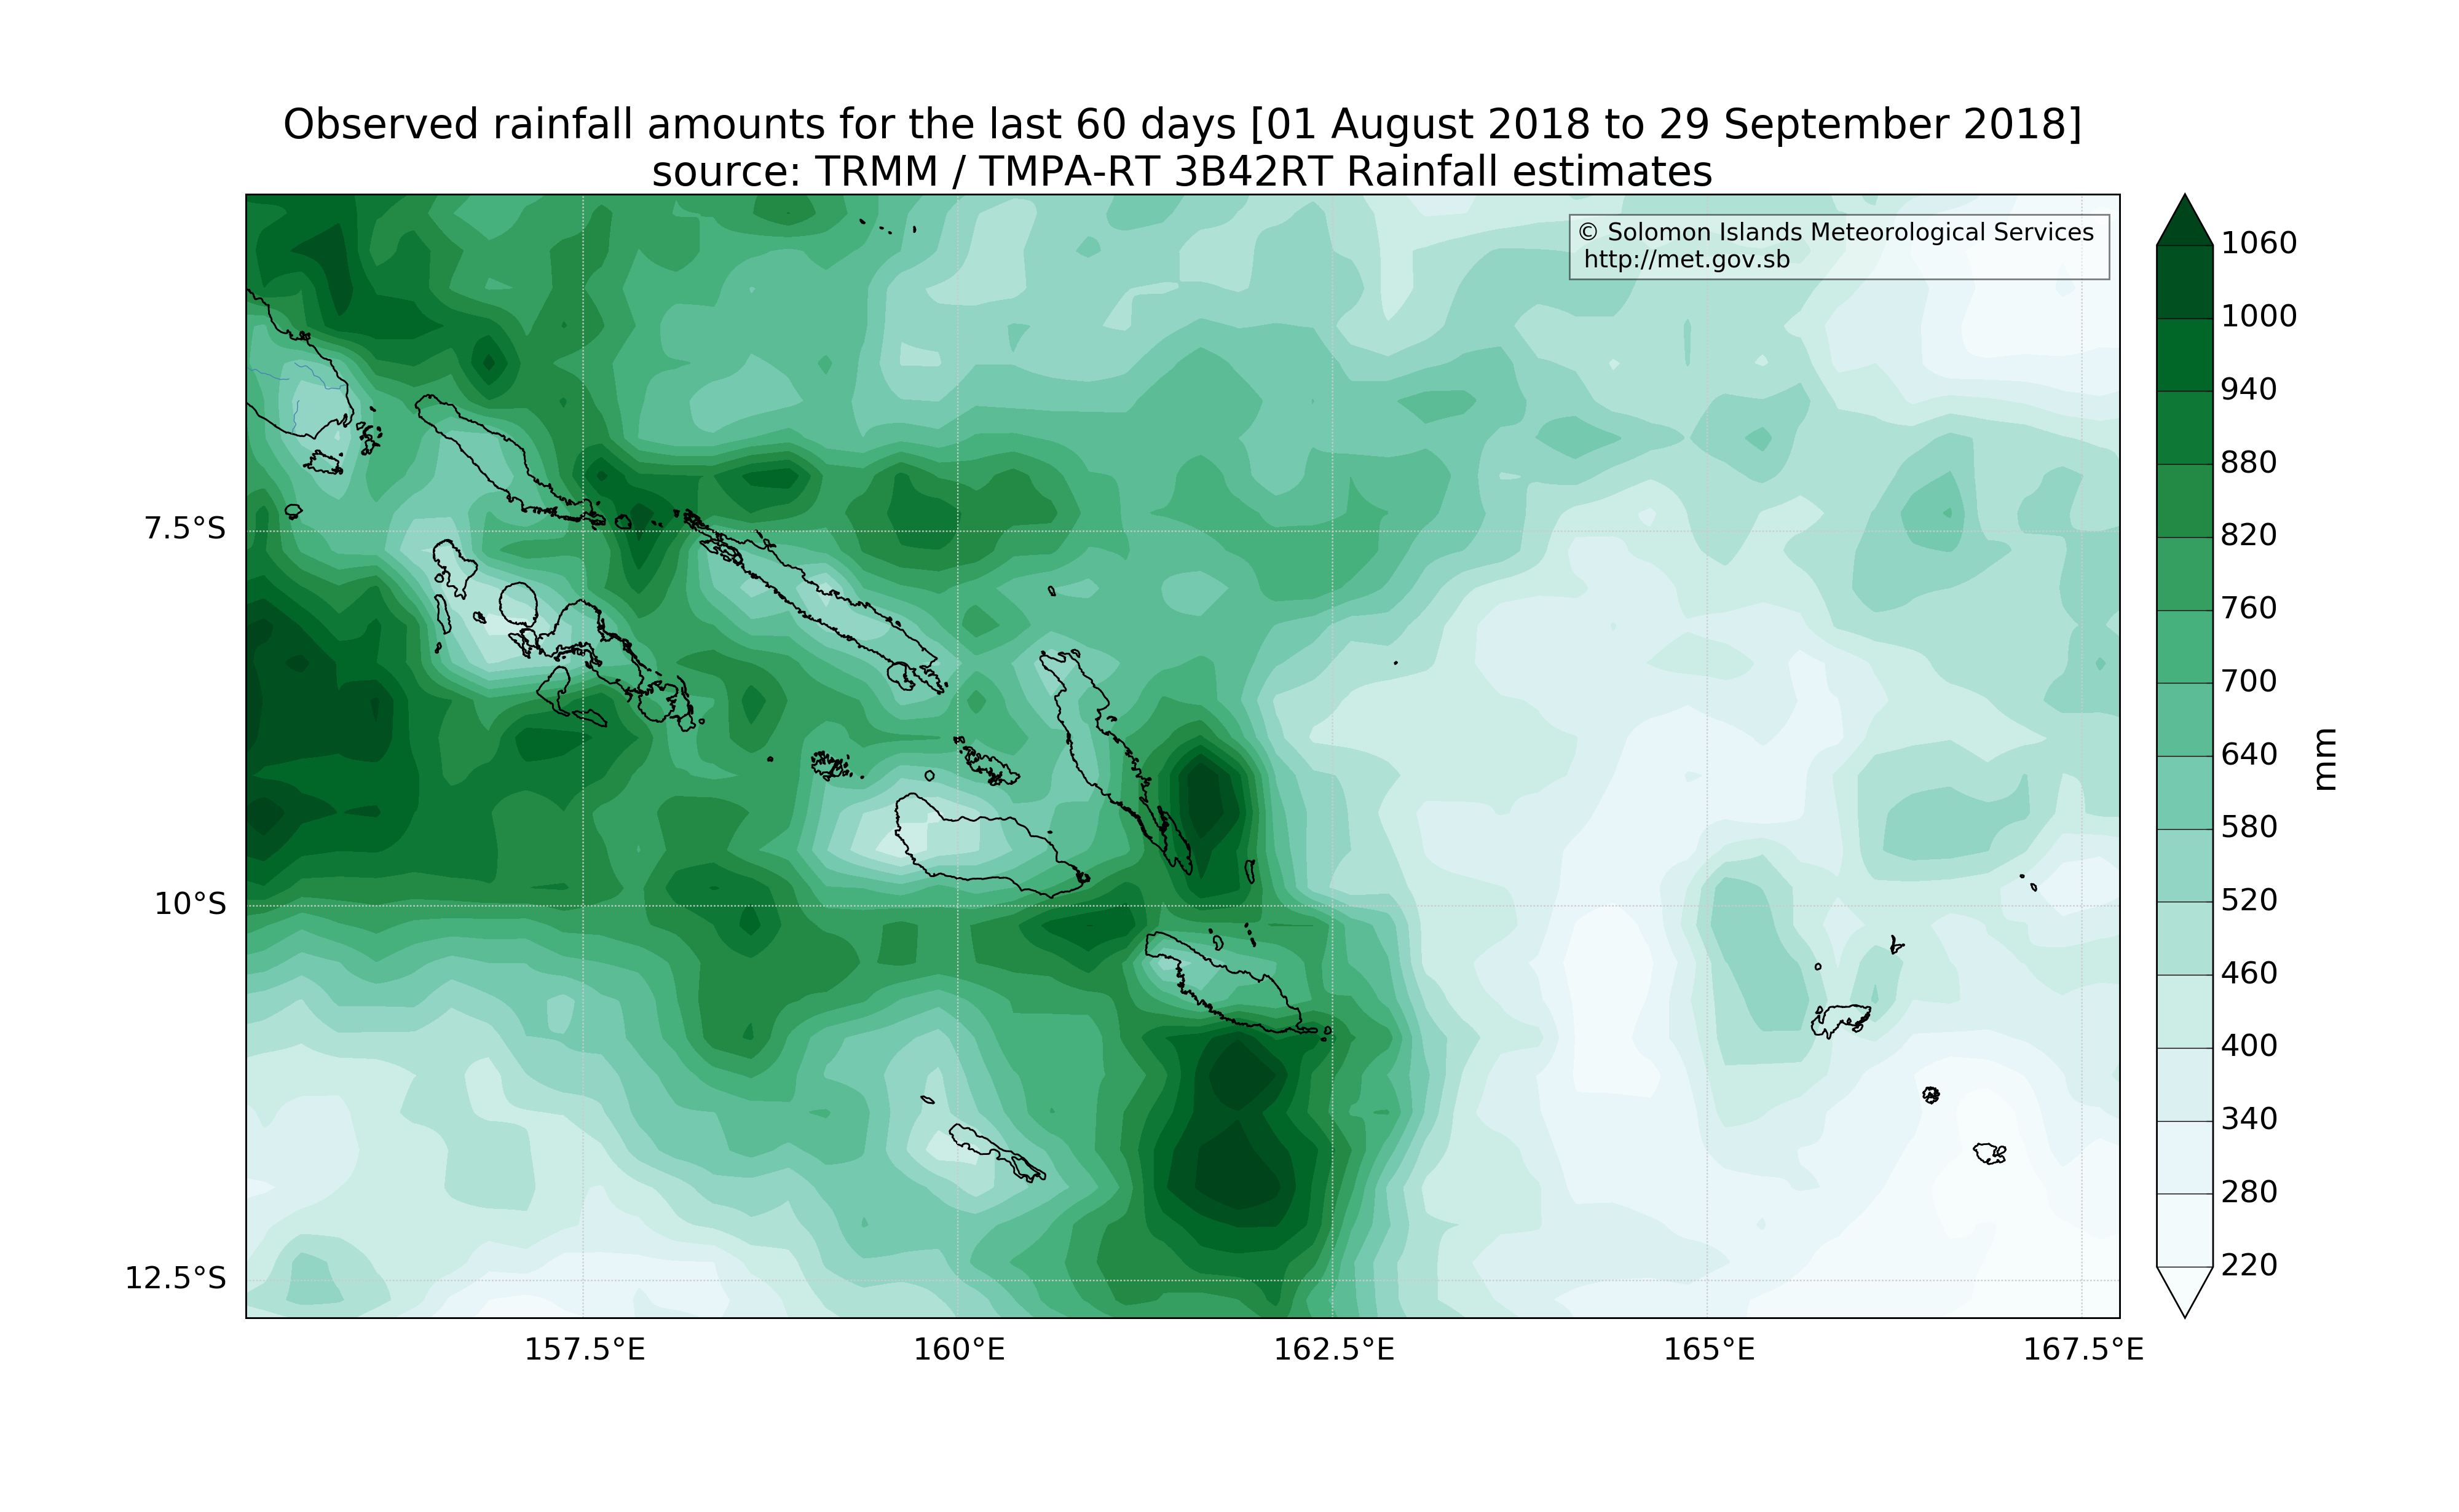 Observed rainfall amounts for the last 60 days [01 August 2018 to 29 September 2018]
source: TRMM / TMPA-RT 3B42RT Rainfall estimates
© Solomon Islands Meteorological Services
http://met.gov.sb
7.5°S
10°S
12.5°S
157.5°E
160°E
162.5°E
165°E
167.5°E
1060
1000
940
880
820
760
700
640
580
520
460
400
340
280
220
mm